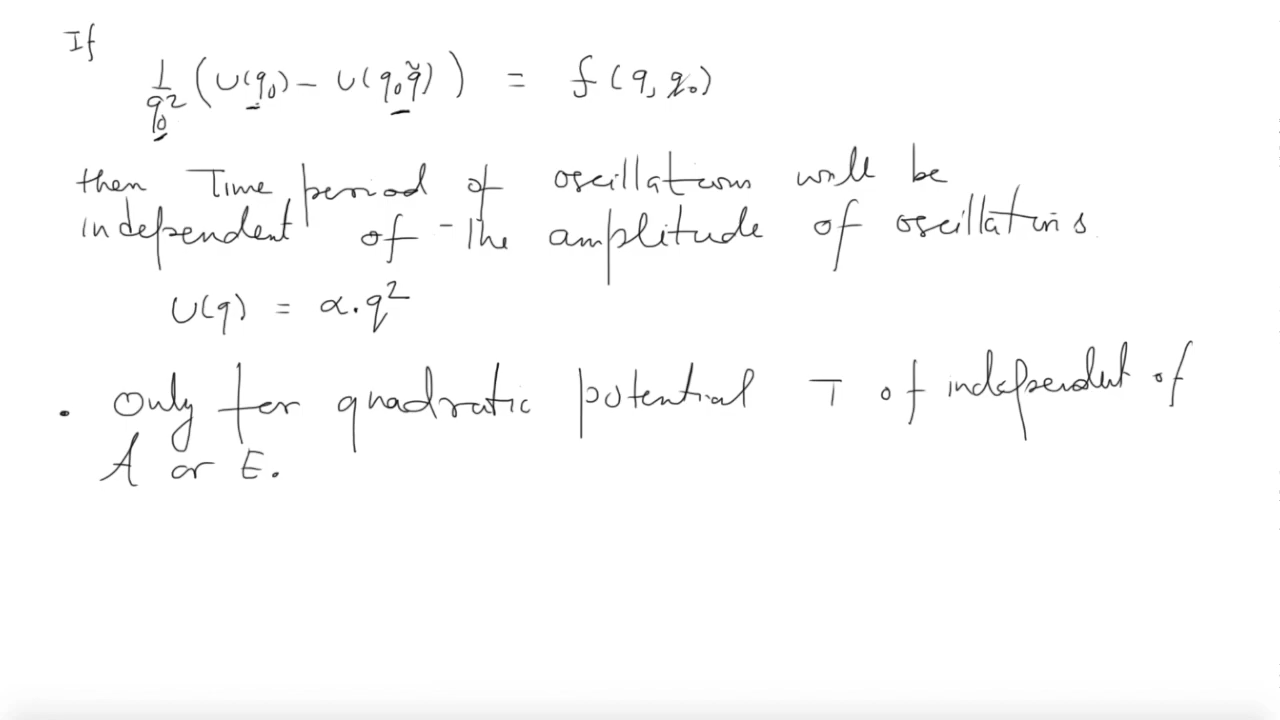 If
1/q₀² (U(q₀) - U(q₀q̃)) = f(q, q₀)
then Time period of oscillations will be
independent of the amplitude of oscillations.
U(q) = α.q²
. Only for quadratic potential T of independent of
A or E.